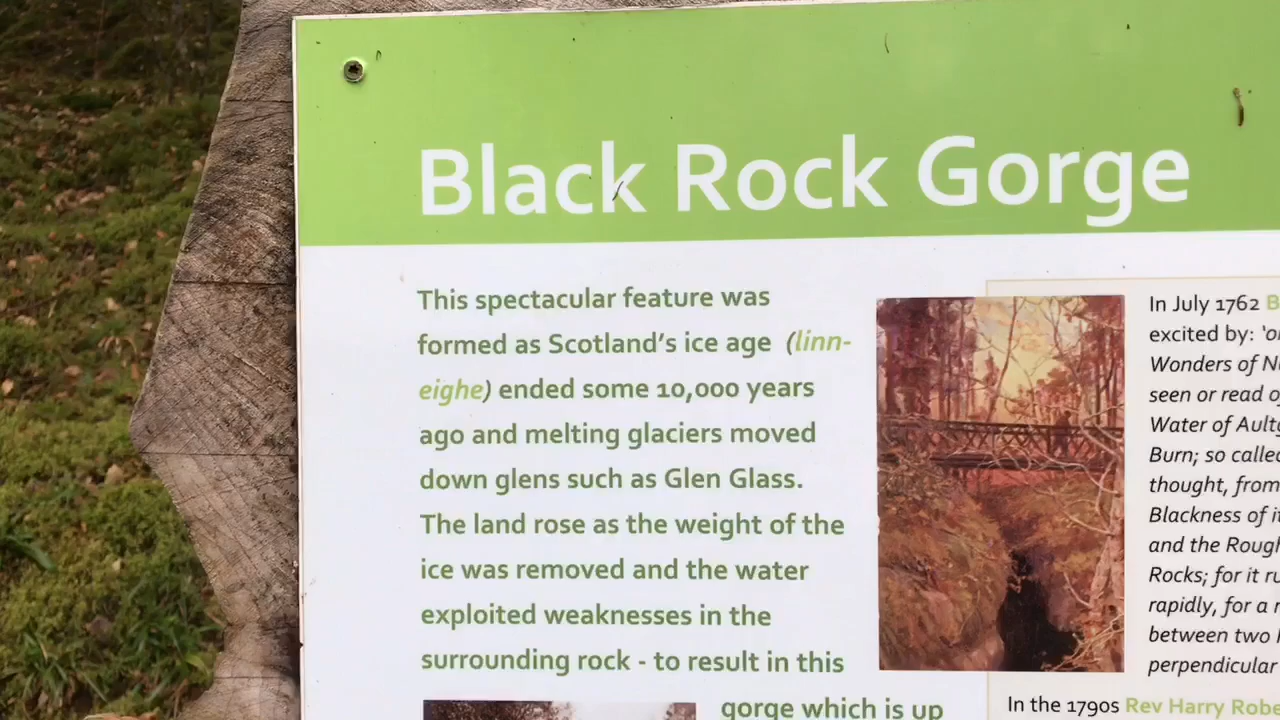 Black Rock Gorge
This spectacular feature was
formed as Scotland's ice age (linn-
eighe) ended some 10,000 years
ago and melting glaciers moved
down glens such as Glen Glass.
The land rose as the weight of the
ice was removed and the water
exploited weaknesses in the
surrounding rock - to result in this
gorge which is up
In July 1762
excited by:
Wonders of
seen or read
Water of
Burn; so called
thought, from
Blackness of
and the
Rocks; for it
rapidly, for a
between two
perpendicular
In the 1790s Rev Harry